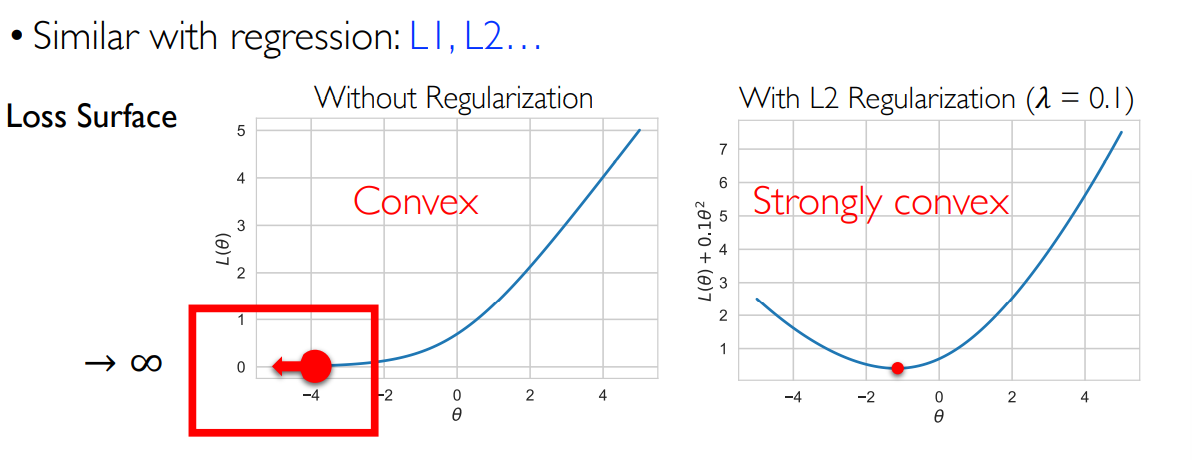 • Similar with regression: L1, L2…
Loss Surface
Without Regularization
5
4
3
2
1
0
L(θ)
Convex
−4
−2
0
2
4
θ
→ ∞
With L2 Regularization (λ = 0.1)
7
6
5
4
3
2
1
L(θ) + 0.1θ²
Strongly convex
−4
−2
0
2
4
θ